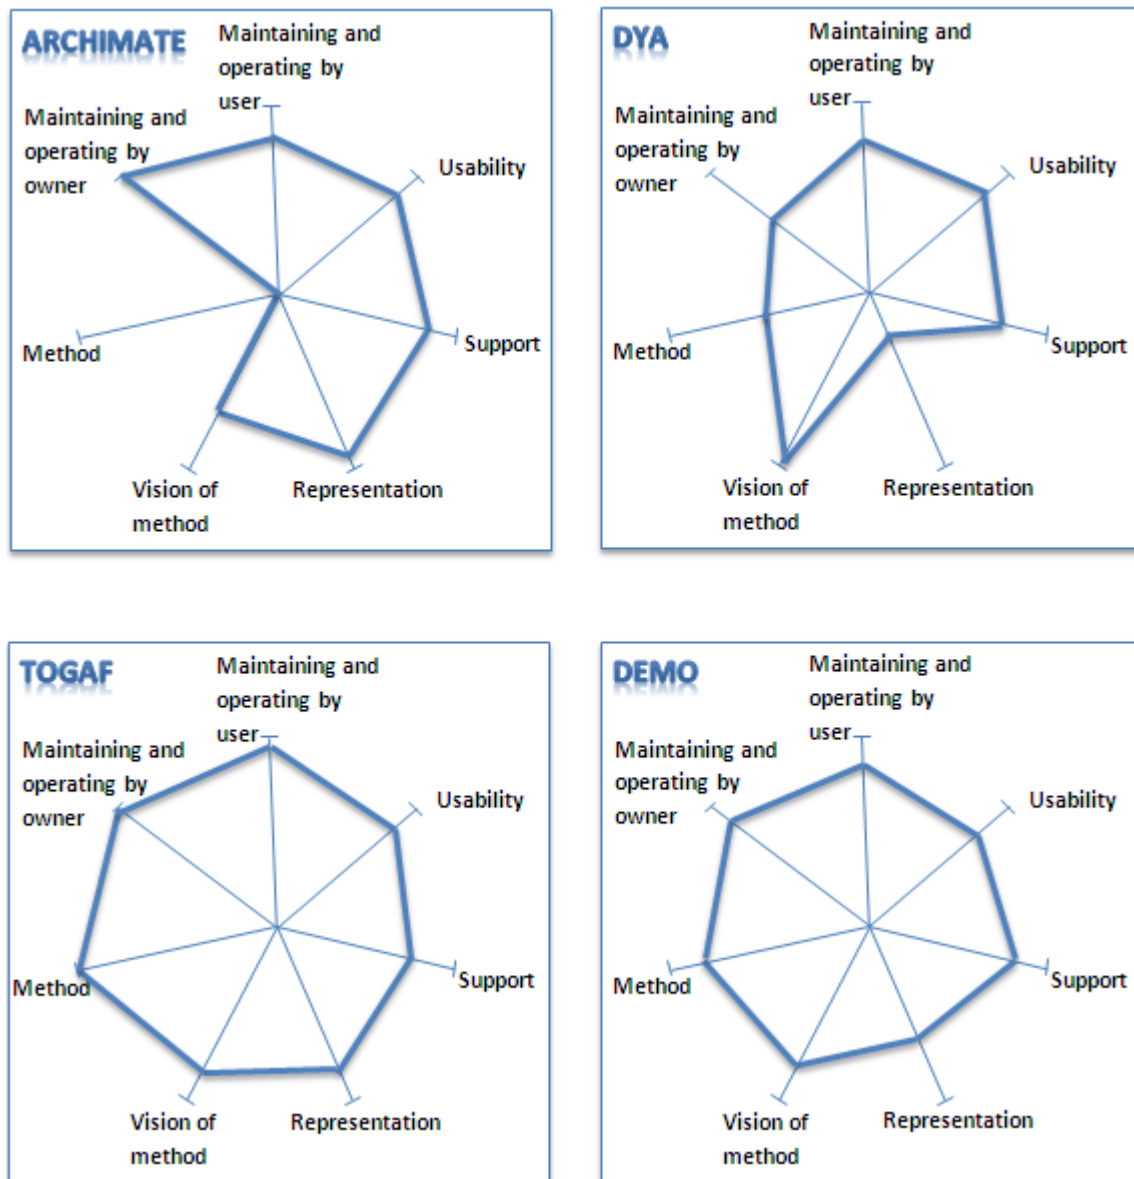 ARCHIMATE
Maintaining and
operating by
user
Maintaining and
operating by
owner
Usability
Method
Support
Vision of
method
Representation
DYA
Maintaining and
operating by
user
Maintaining and
operating by
owner
Usability
Method
Support
Vision of
method
Representation
TOGAF
Maintaining and
operating by
user
Maintaining and
operating by
owner
Usability
Method
Support
Vision of
method
Representation
DEMO
Maintaining and
operating by
user
Maintaining and
operating by
owner
Usability
Method
Support
Vision of
method
Representation